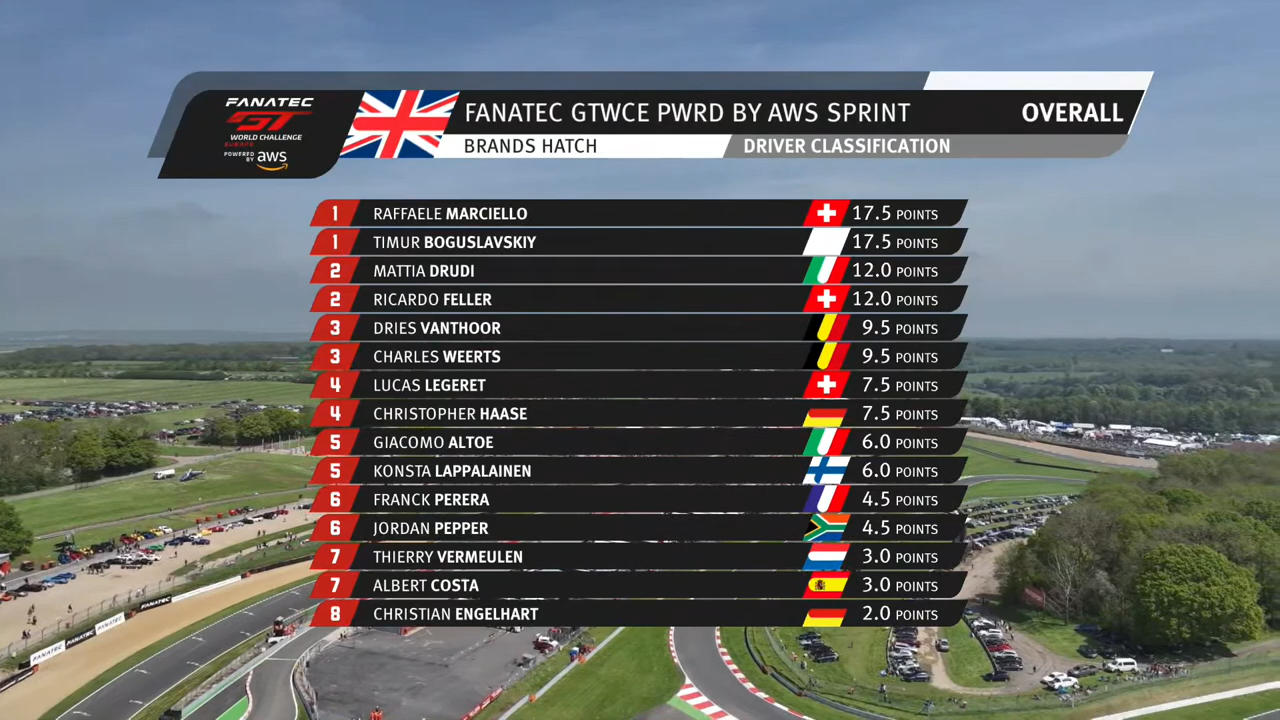 FANATEC
GT
WORLD CHALLENGE
EUROPE
POWERED BY aws
FANATEC GTWCE PWRD BY AWS SPRINT OVERALL
BRANDS HATCH DRIVER CLASSIFICATION
1 RAFFAELE MARCIELLO 17.5 POINTS
1 TIMUR BOGUSLAVSKIY 17.5 POINTS
2 MATTIA DRUDI 12.0 POINTS
2 RICARDO FELLER 12.0 POINTS
3 DRIES VANTHOOR 9.5 POINTS
3 CHARLES WEERTS 9.5 POINTS
4 LUCAS LEGERET 7.5 POINTS
4 CHRISTOPHER HAASE 7.5 POINTS
5 GIACOMO ALTOE 6.0 POINTS
5 KONSTA LAPPALAINEN 6.0 POINTS
6 FRANCK PERERA 4.5 POINTS
6 JORDAN PEPPER 4.5 POINTS
7 THIERRY VERMEULEN 3.0 POINTS
7 ALBERT COSTA 3.0 POINTS
8 CHRISTIAN ENGELHART 2.0 POINTS
FANATEC
FANATEC
FANATEC
FANATEC